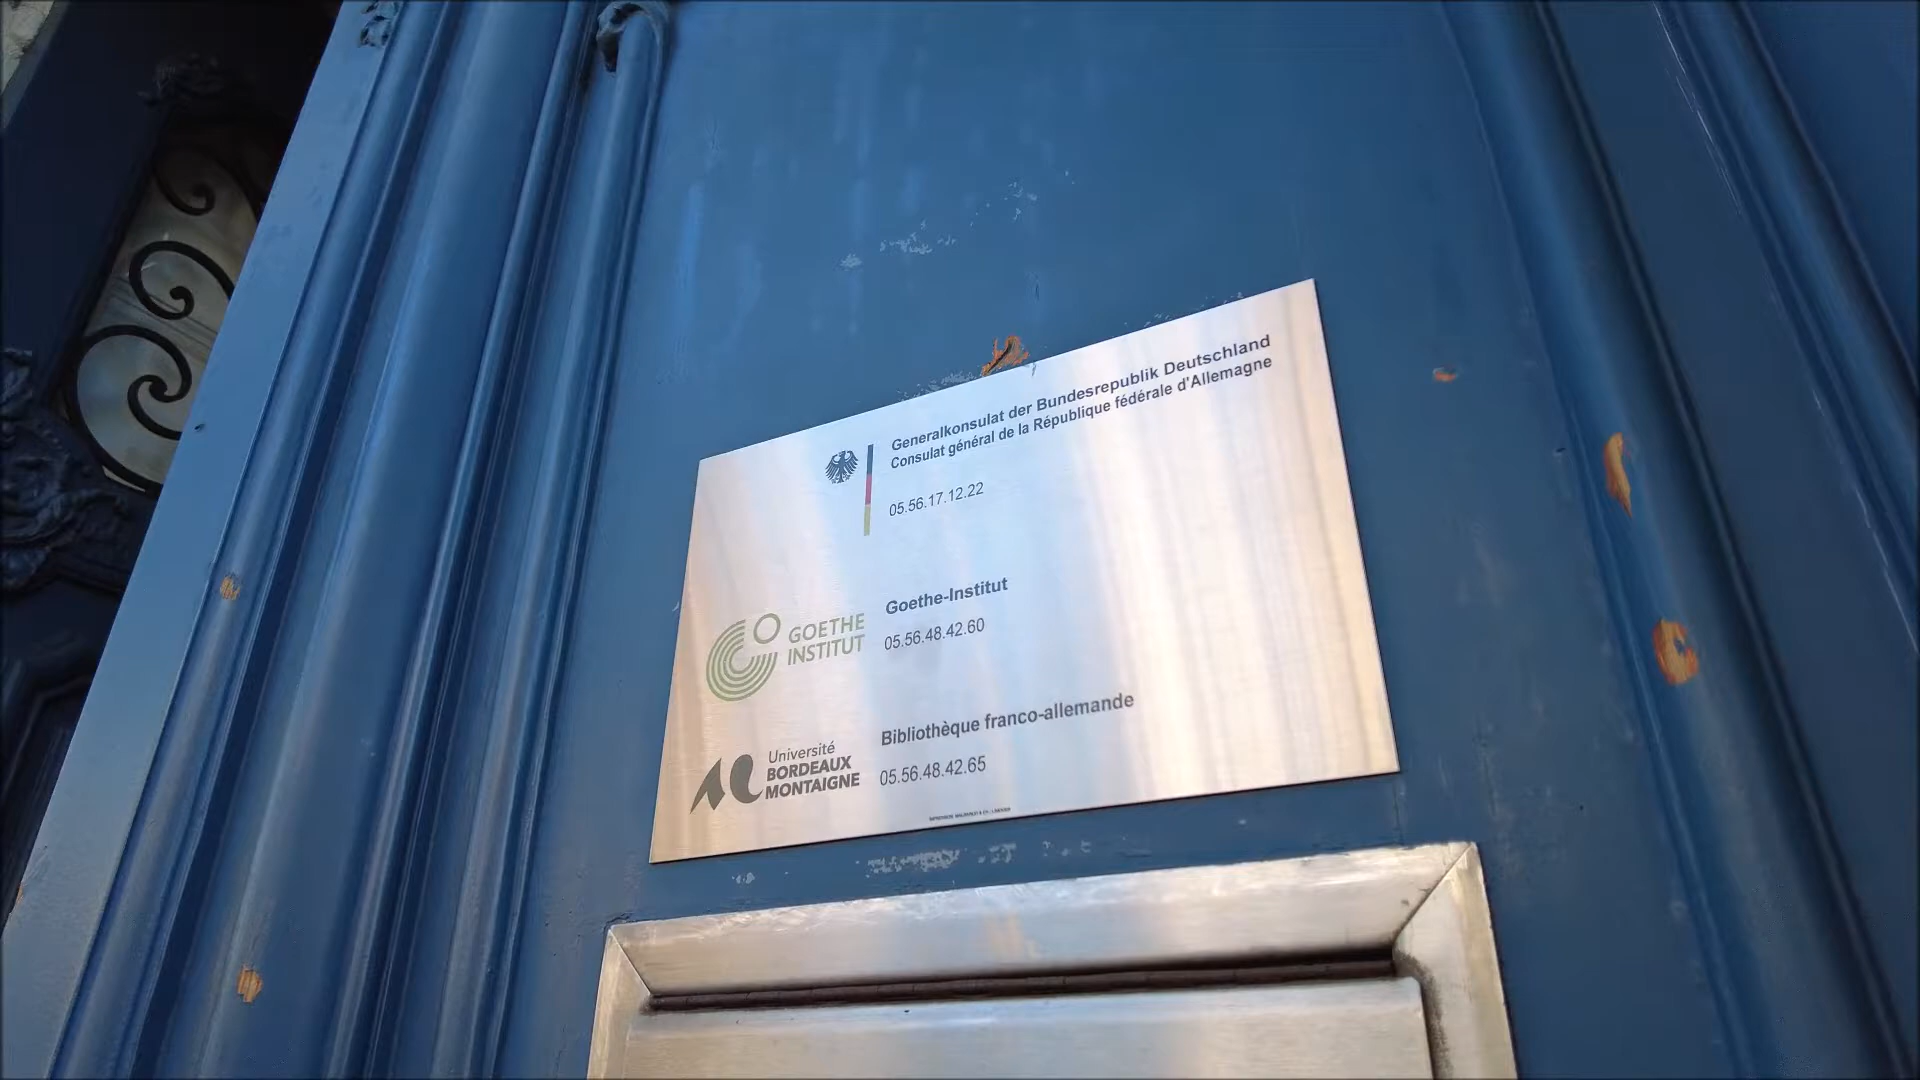 Generalkonsulat der Bundesrepublik Deutschland
Consulat général de la République fédérale d'Allemagne
05.56.17.12.22
GOETHE
INSTITUT
Goethe-Institut
05.56.48.42.60
Université
BORDEAUX
MONTAIGNE
Bibliothèque franco-allemande
05.56.48.42.65